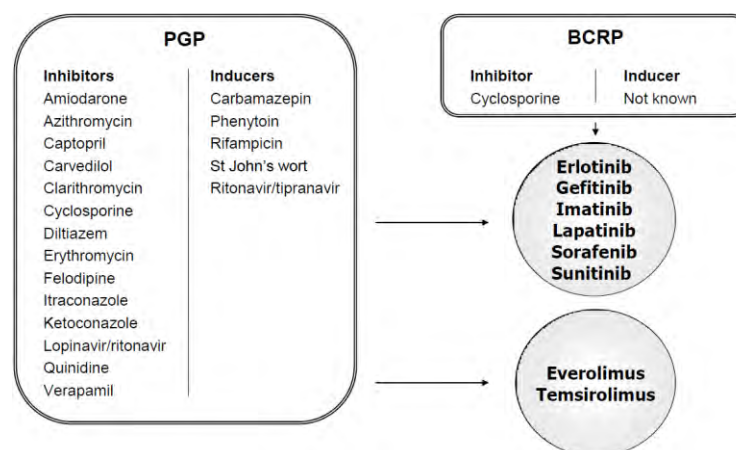 PGP
Inhibitors
Amiodarone
Azithromycin
Captopril
Carvedilol
Clarithromycin
Cyclosporine
Diltiazem
Erythromycin
Felodipine
Itraconazole
Ketoconazole
Lopinavir/ritonavir
Quinidine
Verapamil
Inducers
Carbamazepin
Phenytoin
Rifampicin
St John's wort
Ritonavir/tipranavir
BCRP
Inhibitor
Cyclosporine
Inducer
Not known
Erlotinib
Gefitinib
Imatinib
Lapatinib
Sorafenib
Sunitinib
Everolimus
Temsirolimus